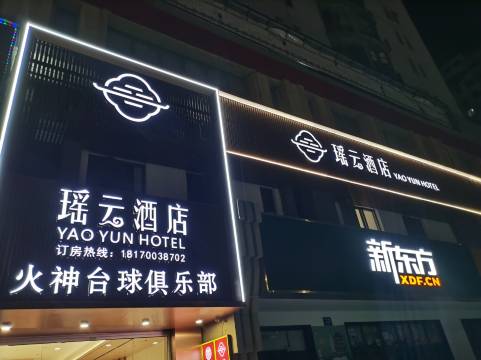 瑶云酒店
YAO YUN HOTEL
订房热线：18170038702
火神台球俱乐部
瑶云酒店 YAO YUN HOTEL
新东方
XDF.CN